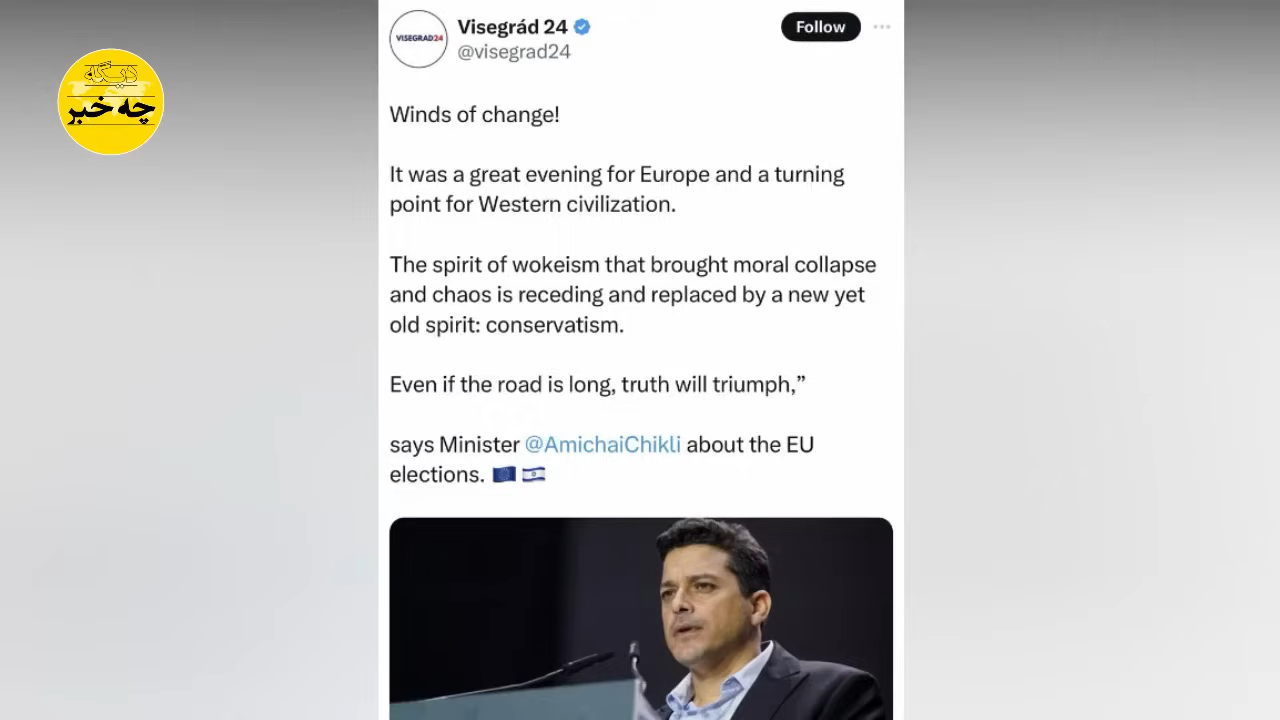 دیگه
چه خبر
VISEGRAD24
Visegrád 24
@visegrad24
Follow
Winds of change!
It was a great evening for Europe and a turning
point for Western civilization.
The spirit of wokeism that brought moral collapse
and chaos is receding and replaced by a new yet
old spirit: conservatism.
Even if the road is long, truth will triumph,”
says Minister @AmichaiChikli about the EU
elections.